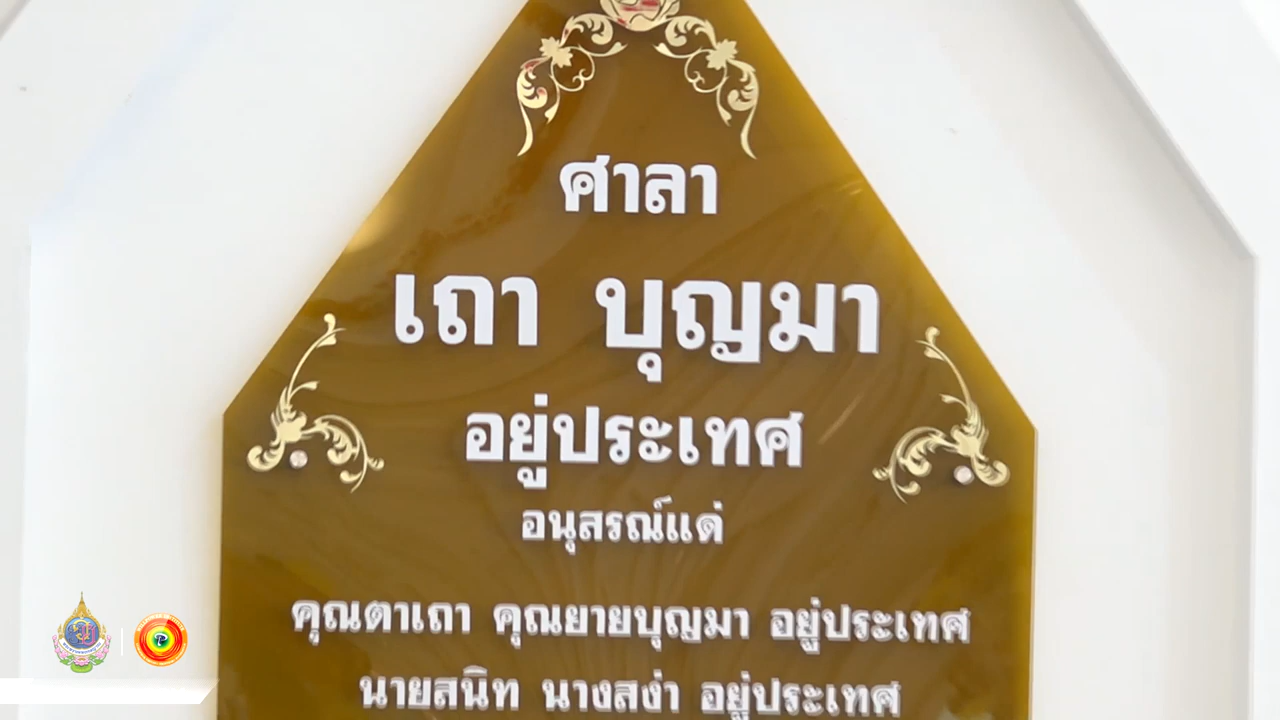 ศาลา
เถา บุญมา
อยู่ประเทศ
อนุสรณ์แด่
คุณตาเถา คุณยายบุญมา อยู่ประเทศ
นายสนิท นางสง่า อยู่ประเทศ